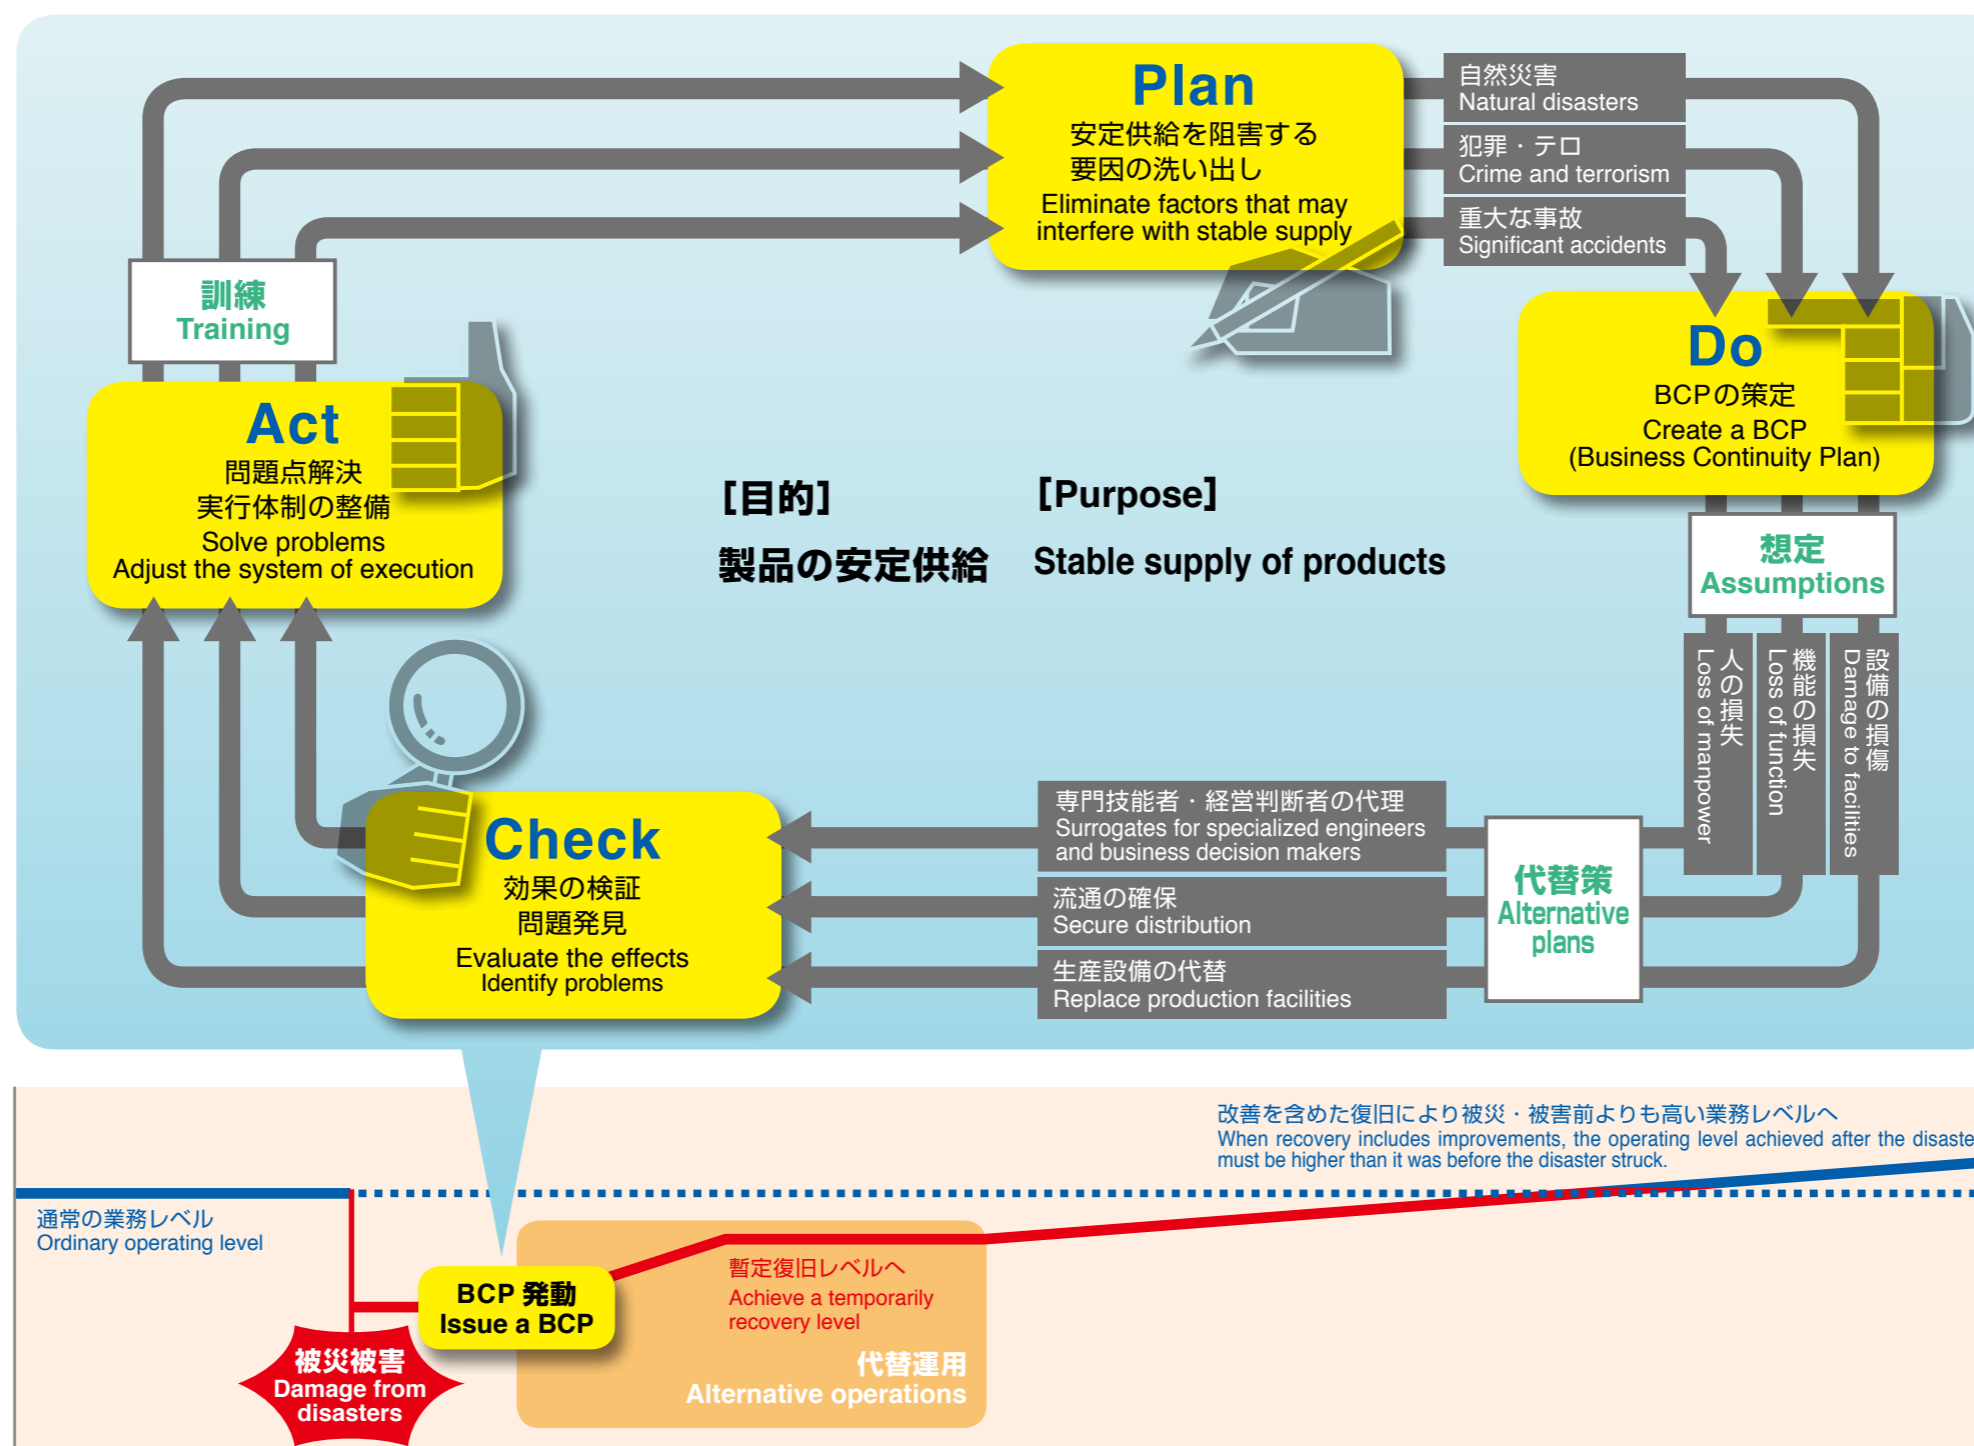 Plan
安定供給を阻害する
要因の洗い出し
Eliminate factors that may
interfere with stable supply
自然災害
Natural disasters
犯罪・テロ
Crime and terrorism
重大な事故
Significant accidents
Do
BCPの策定
Create a BCP
(Business Continuity Plan)
想定
Assumptions
人の損失
Loss of manpower
機能の損失
Loss of function
設備の損傷
Damage to facilities
代替策
Alternative
plans
専門技能者・経営判断者の代理
Surrogates for specialized engineers
and business decision makers
流通の確保
Secure distribution
生産設備の代替
Replace production facilities
Check
効果の検証
問題発見
Evaluate the effects
Identify problems
Act
問題点解決
実行体制の整備
Solve problems
Adjust the system of execution
訓練
Training
[目的]
製品の安定供給
[Purpose]
Stable supply of products
改善を含めた復旧により被災・被害前よりも高い業務レベルへ
When recovery includes improvements, the operating level achieved after the disaste
must be higher than it was before the disaster struck.
通常の業務レベル
Ordinary operating level
BCP 発動
Issue a BCP
被災被害
Damage from
disasters
暫定復旧レベルへ
Achieve a temporarily
recovery level
代替運用
Alternative operations